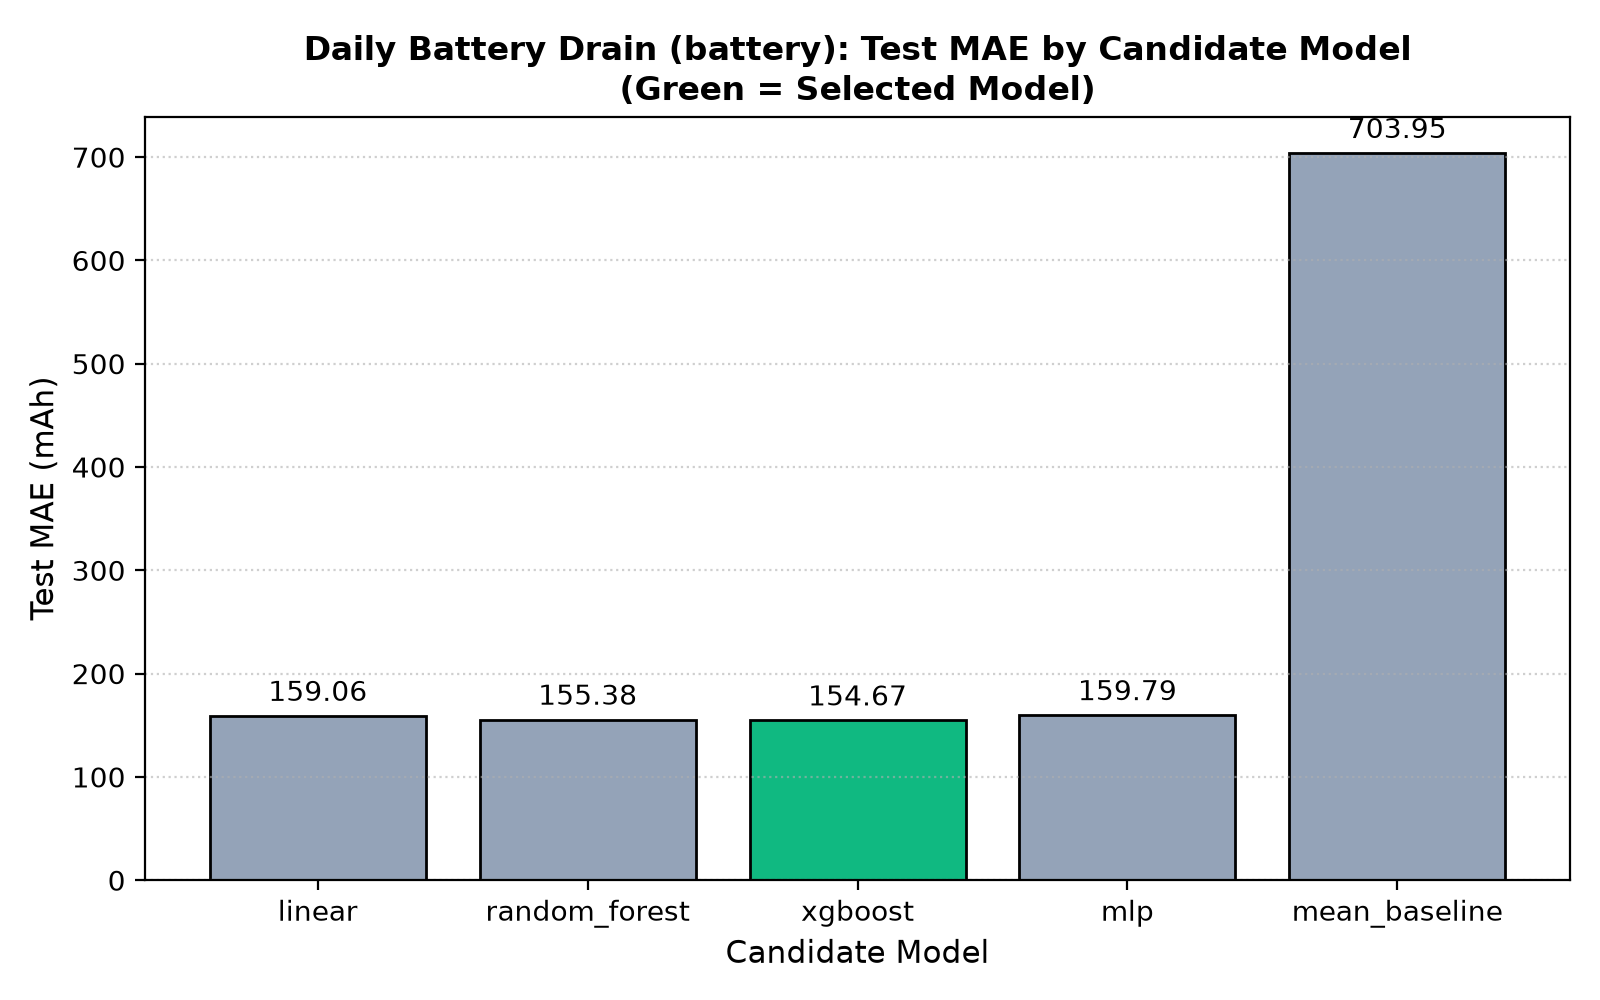 Daily Battery Drain (battery): Test MAE by Candidate Model
(Green = Selected Model)
Test MAE (mAh)
700
600
500
400
300
200
100
0
159.06
155.38
154.67
159.79
703.95
linear
random_forest
xgboost
mlp
mean_baseline
Candidate Model